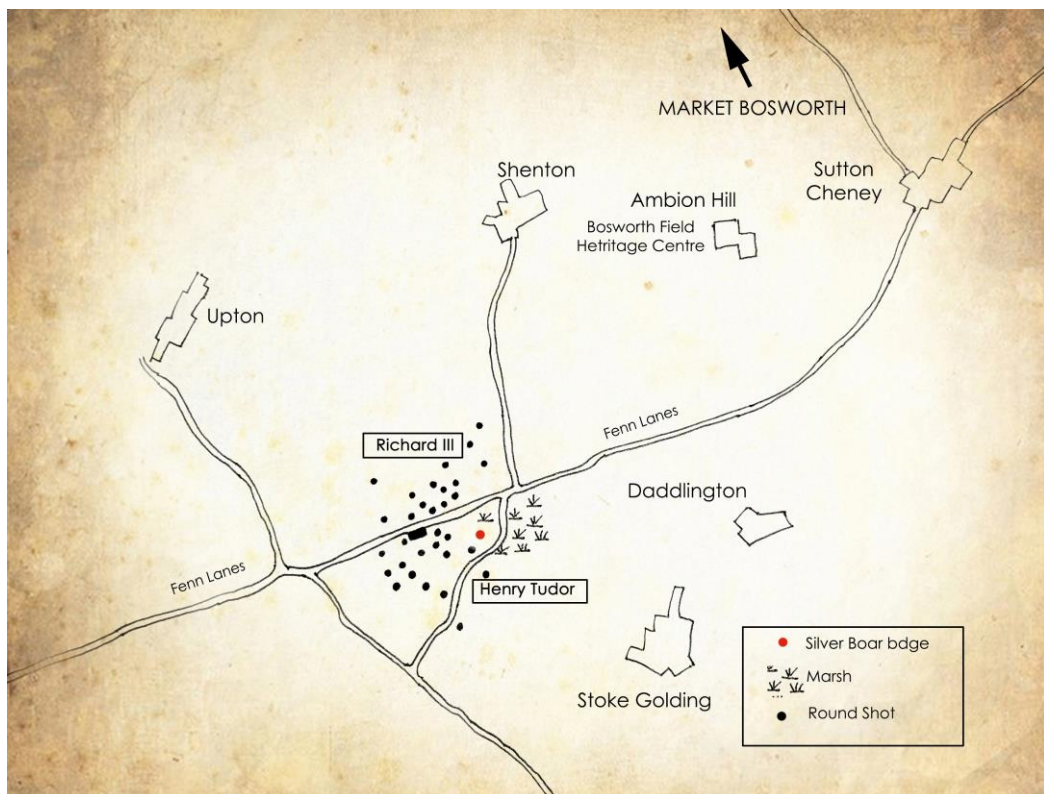 MARKET BOSWORTH
Shenton
Sutton
Cheney
Ambion Hill
Bosworth Field
Hetritage Centre
Upton
Fenn Lanes
Richard III
Daddlington
Fenn Lanes
Henry Tudor
Stoke Golding
Silver Boar bdge
Marsh
Round Shot